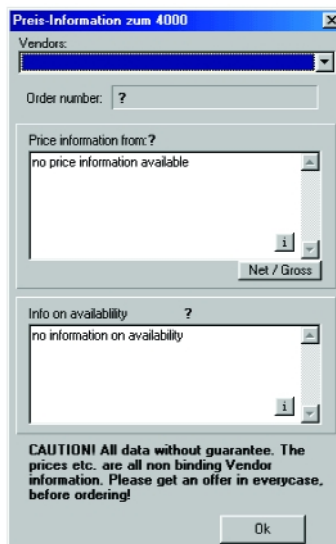 Preis-Information zum 4000
Vendors:
Order number: ?
Price information from:?
no price information available
i
Net / Gross
Info on availablility ?
no information on availability
i
CAUTION! All data without guarantee. The
prices etc. are all non binding Vendor
information. Please get an offer in everycase,
before ordering!
Ok